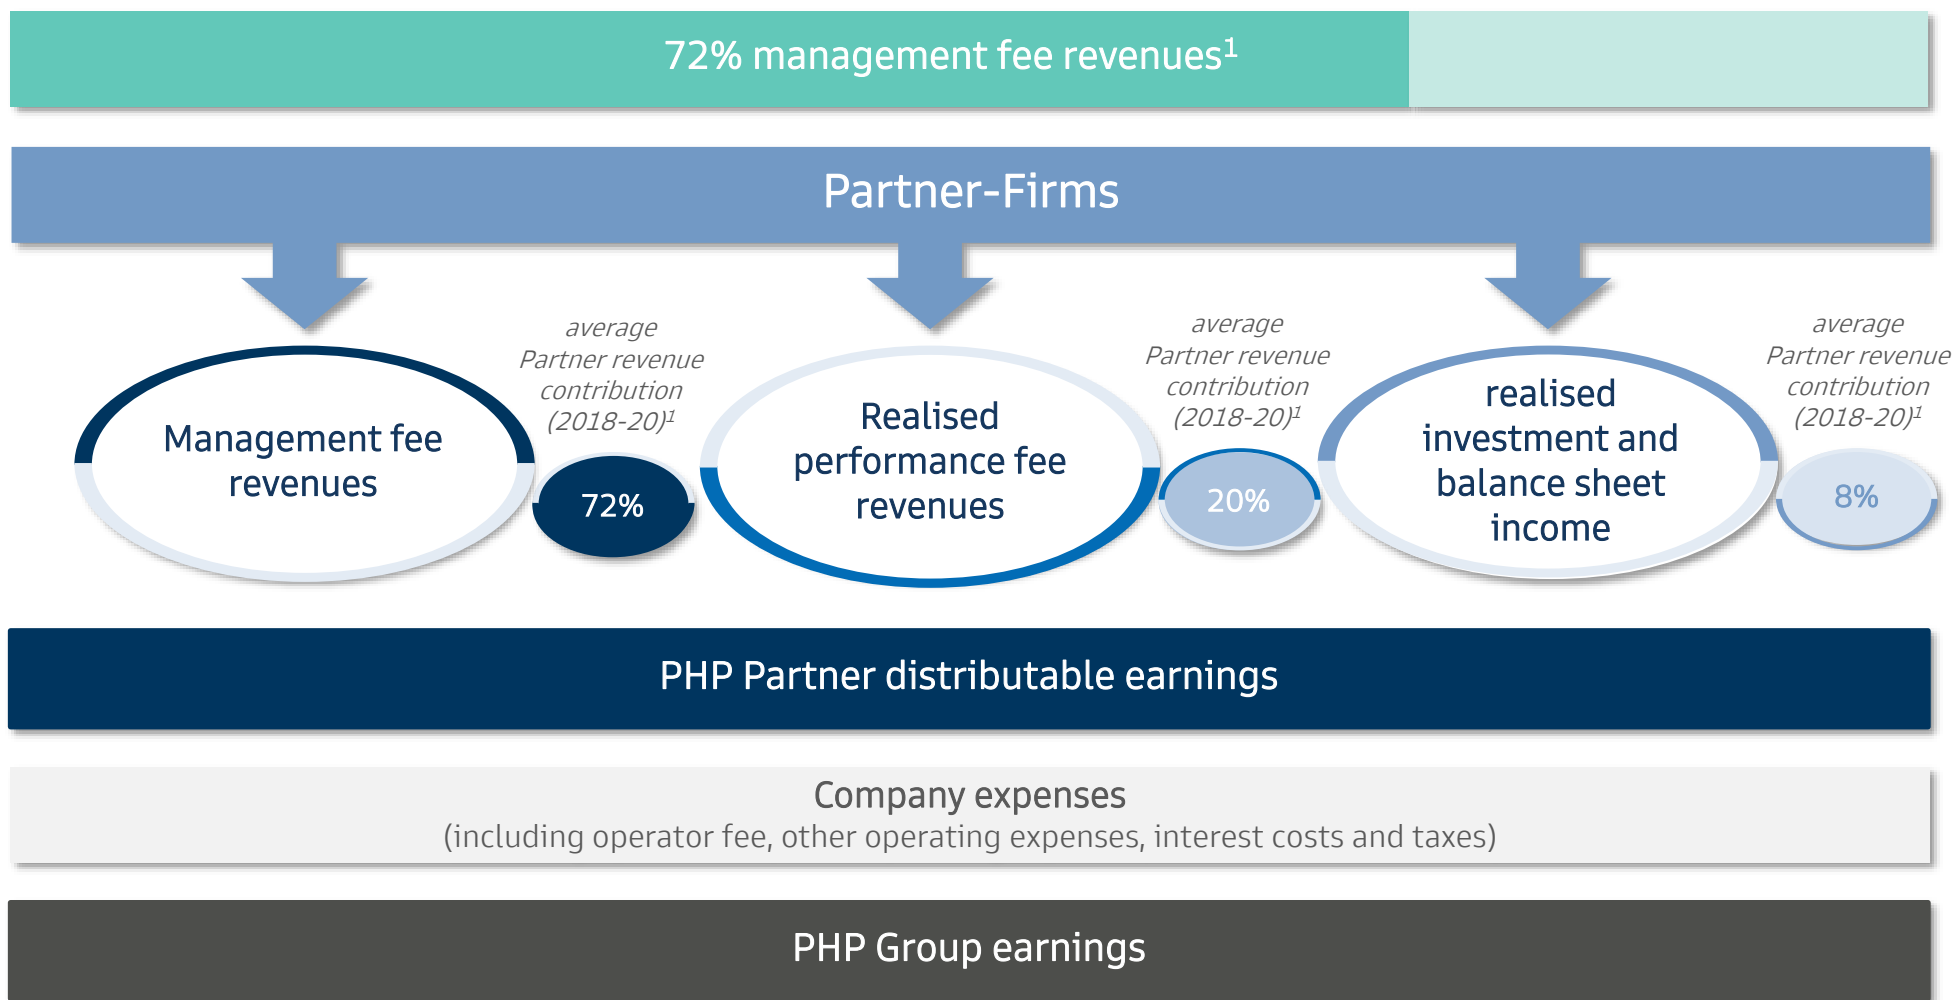 72% management fee revenues¹
Partner-Firms
average
Partner revenue
contribution
(2018-20)¹
Management fee
revenues
72%
average
Partner revenue
contribution
(2018-20)¹
Realised
performance fee
revenues
20%
average
Partner revenue
contribution
(2018-20)¹
realised
investment and
balance sheet
income
8%
PHP Partner distributable earnings
Company expenses
(including operator fee, other operating expenses, interest costs and taxes)
PHP Group earnings